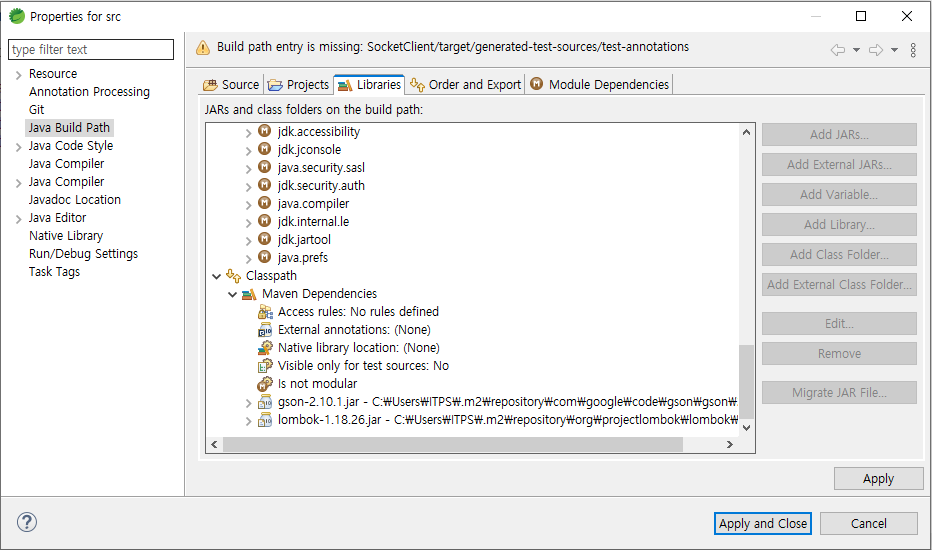 Properties for src
type filter text
Resource
Annotation Processing
Git
Java Build Path
Java Code Style
Java Compiler
Java Compiler
Javadoc Location
Java Editor
Native Library
Run/Debug Settings
Task Tags
Build path entry is missing: SocketClient/target/generated-test-sources/test-annotations
Source
Projects
Libraries
Order and Export
Module Dependencies
JARs and class folders on the build path:
jdk.accessibility
jdk.jconsole
java.security.sasl
jdk.security.auth
java.compiler
jdk.internal.le
jdk.jartool
java.prefs
Classpath
Maven Dependencies
Access rules: No rules defined
External annotations: (None)
Native library location: (None)
Visible only for test sources: No
Is not modular
gson-2.10.1.jar - C:₩Users₩ITPS₩.m2₩repository₩com₩google₩code₩gson₩gson₩
lombok-1.18.26.jar - C:₩Users₩ITPS₩.m2₩repository₩org₩projectlombok₩lombok₩
Add JARs...
Add External JARs...
Add Variable...
Add Library...
Add Class Folder...
Add External Class Folder...
Edit...
Remove
Migrate JAR File...
Apply
Apply and Close
Cancel